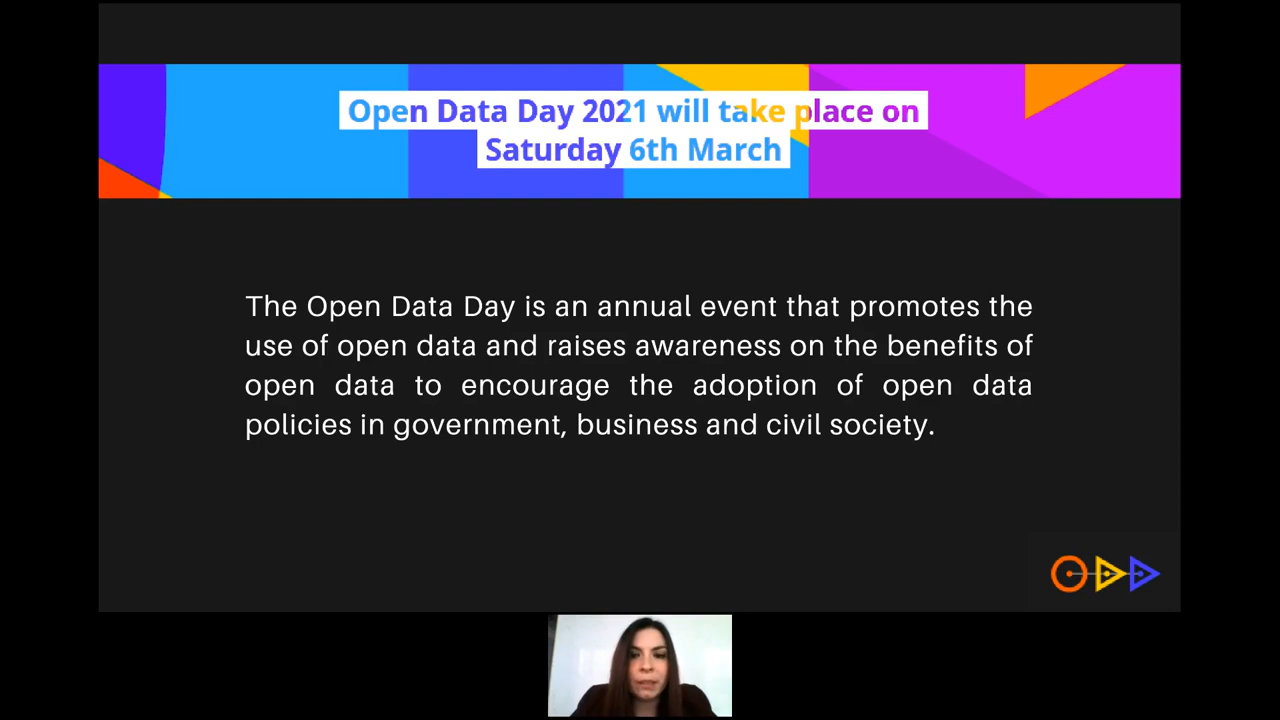 Open Data Day 2021 will take place on
Saturday 6th March
The Open Data Day is an annual event that promotes the
use of open data and raises awareness on the benefits of
open data to encourage the adoption of open data
policies in government, business and civil society.